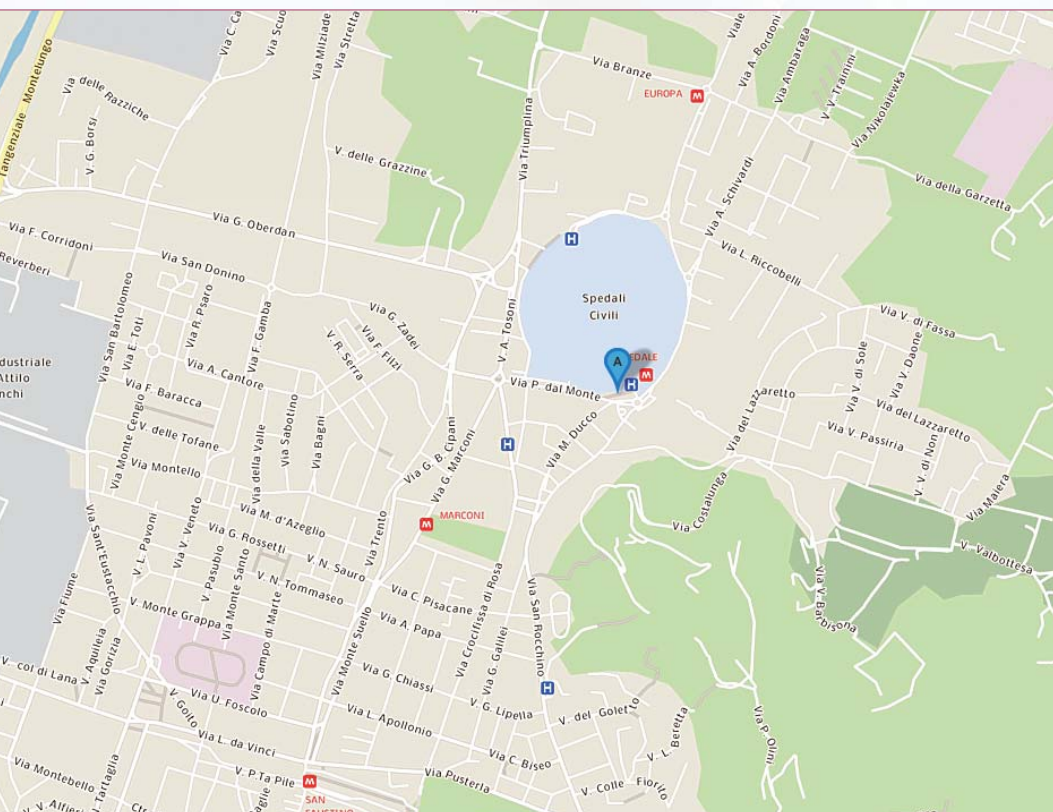 Via Branze
EUROPA
Viale
Via A. Bordoni
Via Ambaraga
V. V. Trainini
Via Nikolajewka
Via Scuo
Via Miliziade
Via Stretta
Tangenziale Montelungo
Via delle Razziche
V. G. Borsi
V. delle Grazzine
Via Triumplina
Via A. Schivardi
Via della Garzetta
Via G. Oberdan
Via F. Corridoni
Reverberi
Via San Donino
Via L. Riccobelli
Spedali
Civili
Via San Bartolomeo
Via E. Toti
Via R. Psaro
Via F. Gamba
Via G. Zadei
Via F. Filzi
V. R. Serra
V. A. Tosoni
Via V. di Fassa
Via V. di Sole
Via V. Daone
dustriale
Attilo
nchi
Via A. Cantore
Via F. Baracca
A
EDALE
Via P. dal Monte
Via M. Ducco
Via del Lazzaretto
Via del Lazzaretto
Via V. Passiria
V. V. di Non
Via Maiera
Via Monte Cengio
V. delle Tofane
Via Montello
Via della Valle
Via Sabotino
Via Bagni
Via G. B. Cipani
Via G. Marconi
H
MARCONI
Via Costalunga
V. Valbottesa
Via V. Barbisona
Via Sant'Eustacchio
Via Fiume
V. L. Pavoni
Via V. Veneto
V. Pasubio
Via Monte Santo
Via M. d'Azeglio
Via G. Rossetti
V. N. Sauro
V. N. Tommaseo
Via Trento
V. Monte Grappa
Via Campo di Marte
Via Monte Suello
Via C. Pisacane
Via A. Papa
Via Crocifissa di Rosa
Via G. Galilei
Via San Rocchino
V. Aquileia
Via Gorizia
V. col di Lana
V. Goito
Via U. Foscolo
Via G. Chiassi
V. G. Lipella
V. del Goletto
V. L. Beretta
Via P. Olini
Via L. da Vinci
Via L. Apollonio
Via C. Biseo
V. P.Ta Pile
Via Pusterla
V. Colle Fiorito
Via Montebello
Tartaglia
V. Alfieri
SAN